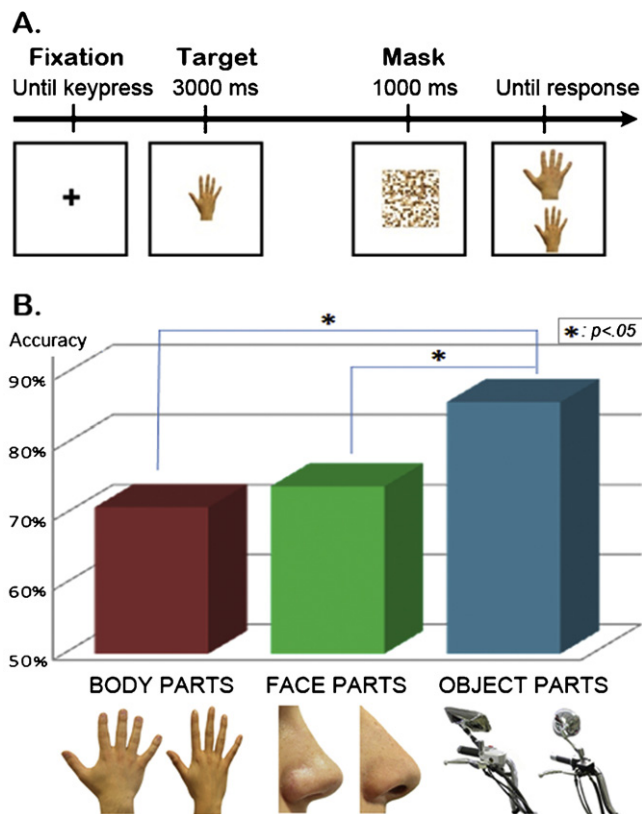 A.
Fixation Target Mask
Until keypress 3000 ms 1000 ms Until response
+
B.
*
*: p<.05
Accuracy
*
90%
80%
70%
60%
50%
BODY PARTS FACE PARTS OBJECT PARTS